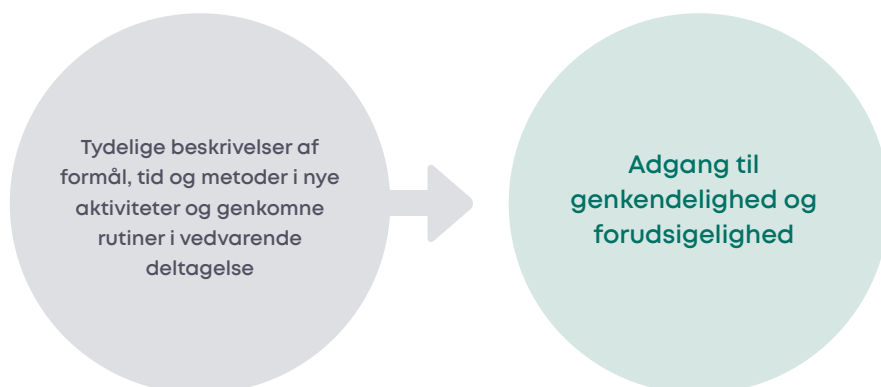 Tydelige beskrivelser af
formål, tid og metoder i nye
aktiviteter og genkomne
rutiner i vedvarende
deltagelse
Adgang til
genkendelighed og
forudsigelighed